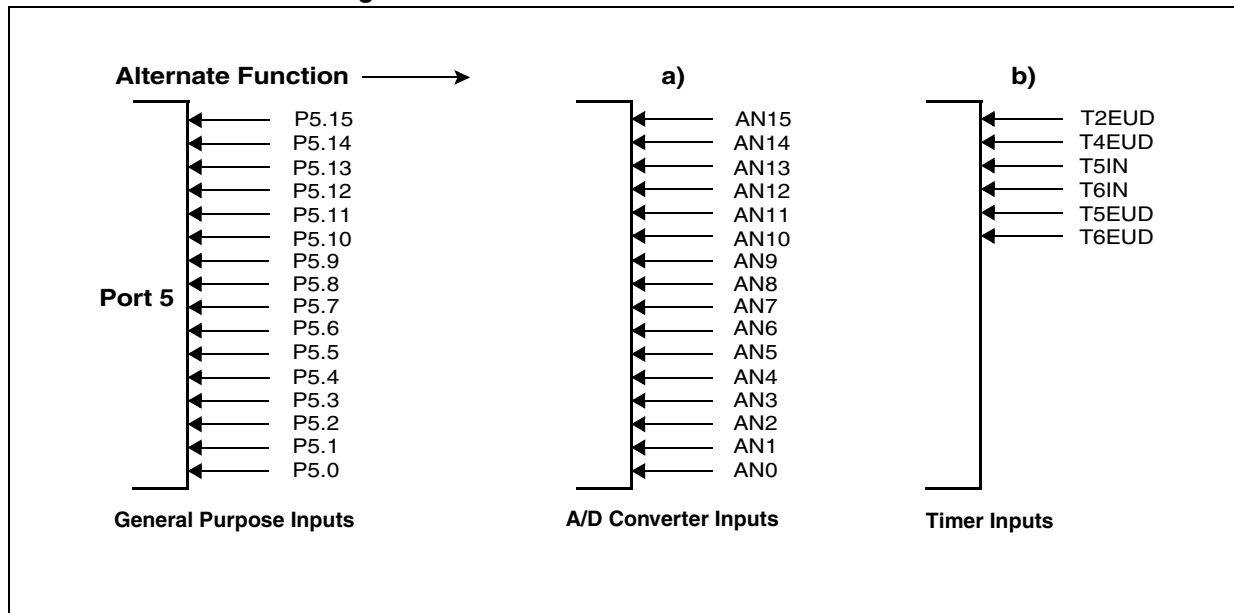 Alternate Function a) b)
P5.15 AN15 T2EUD
P5.14 AN14 T4EUD
P5.13 AN13 T5IN
P5.12 AN12 T6IN
P5.11 AN11 T5EUD
P5.10 AN10 T6EUD
P5.9 AN9
P5.8 AN8
Port 5
P5.7 AN7
P5.6 AN6
P5.5 AN5
P5.4 AN4
P5.3 AN3
P5.2 AN2
P5.1 AN1
P5.0 AN0
General Purpose Inputs A/D Converter Inputs Timer Inputs